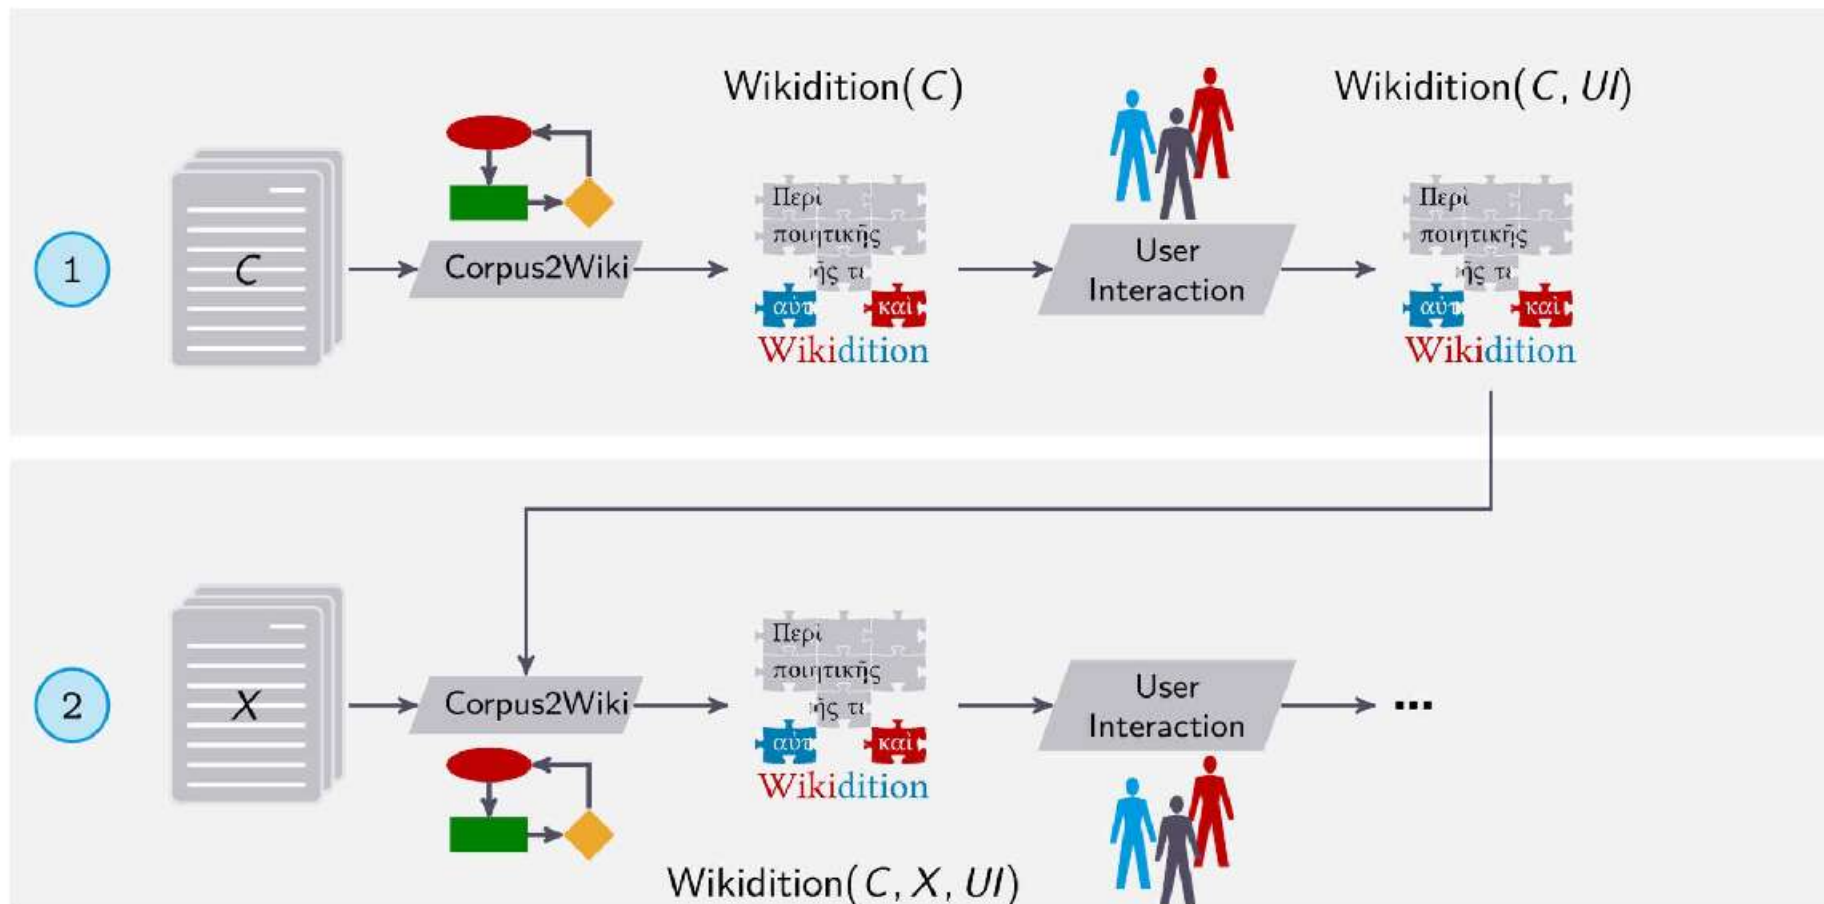 Wikidition(C)
Wikidition(C, UI)
1
C
Corpus2Wiki
Περὶ
ποιητικῆς
ῆς τε
αὐτ
καὶ
Wikidition
User
Interaction
Περὶ
ποιητικῆς
ῆς τε
αὐτ
καὶ
Wikidition
2
X
Corpus2Wiki
Περὶ
ποιητικῆς
ῆς τε
αὐτ
καὶ
Wikidition
User
Interaction
...
Wikidition(C, X, UI)